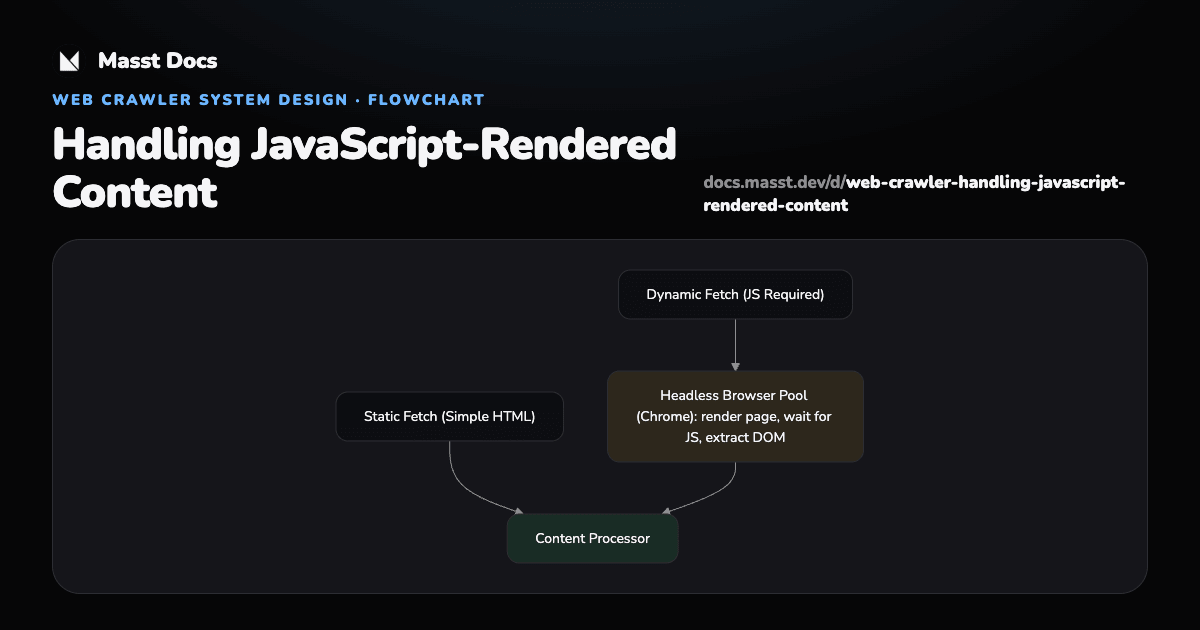 Masst Docs
WEB CRAWLER SYSTEM DESIGN · FLOWCHART
Handling JavaScript-Rendered
Content
docs.masst.dev/d/web-crawler-handling-javascript-
rendered-content
Dynamic Fetch (JS Required)
Headless Browser Pool
(Chrome): render page, wait for
JS, extract DOM
Static Fetch (Simple HTML)
Content Processor